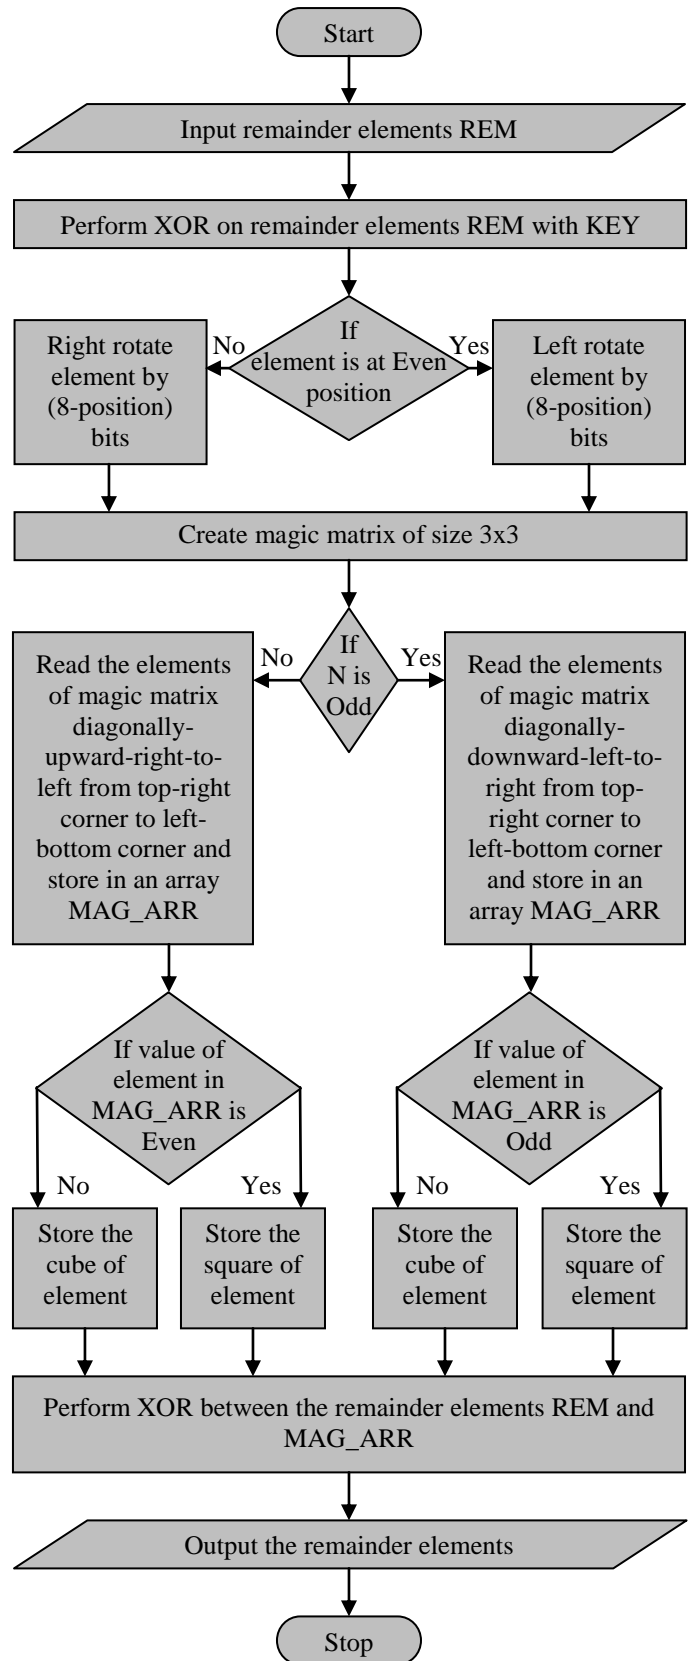 Start
Input remainder elements REM
Perform XOR on remainder elements REM with KEY
If
element is at Even
position
No
Yes
Right rotate
element by
(8-position)
bits
Left rotate
element by
(8-position)
bits
Create magic matrix of size 3x3
If
N is
Odd
No
Yes
Read the elements
of magic matrix
diagonally-
upward-right-to-
left from top-right
corner to left-
bottom corner and
store in an array
MAG_ARR
Read the elements
of magic matrix
diagonally-
downward-left-to-
right from top-
right corner to
left-bottom corner
and store in an
array MAG_ARR
If value of
element in
MAG_ARR is
Even
If value of
element in
MAG_ARR is
Odd
No
Yes
No
Yes
Store the
cube of
element
Store the
square of
element
Store the
cube of
element
Store the
square of
element
Perform XOR between the remainder elements REM and
MAG_ARR
Output the remainder elements
Stop